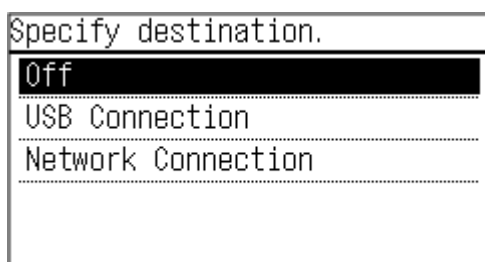 Specify destination.
Off
USB Connection
Network Connection